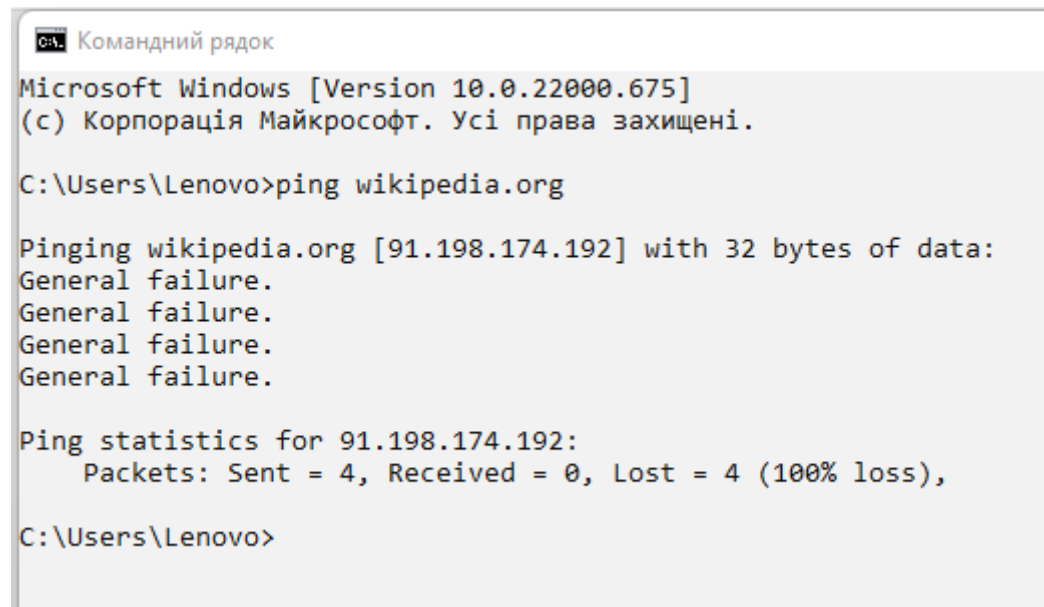 Командний рядок
Microsoft Windows [Version 10.0.22000.675]
(c) Корпорація Майкрософт. Усі права захищені.
C:\Users\Lenovo>ping wikipedia.org
Pinging wikipedia.org [91.198.174.192] with 32 bytes of data:
General failure.
General failure.
General failure.
General failure.
Ping statistics for 91.198.174.192:
    Packets: Sent = 4, Received = 0, Lost = 4 (100% loss),
C:\Users\Lenovo>